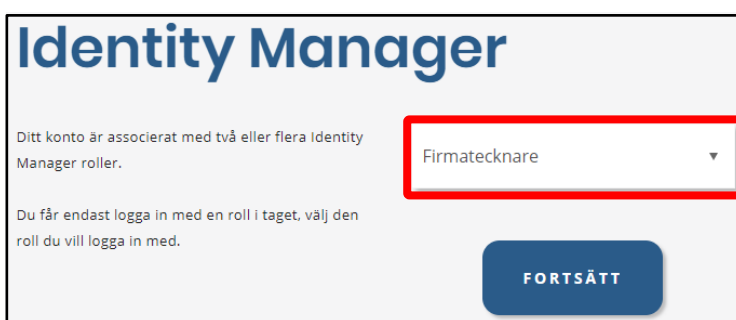 Identity Manager
Ditt konto är associerat med två eller flera Identity
Manager roller.
Du får endast logga in med en roll i taget, välj den
roll du vill logga in med.
Firmatecknare
FORTSÄTT